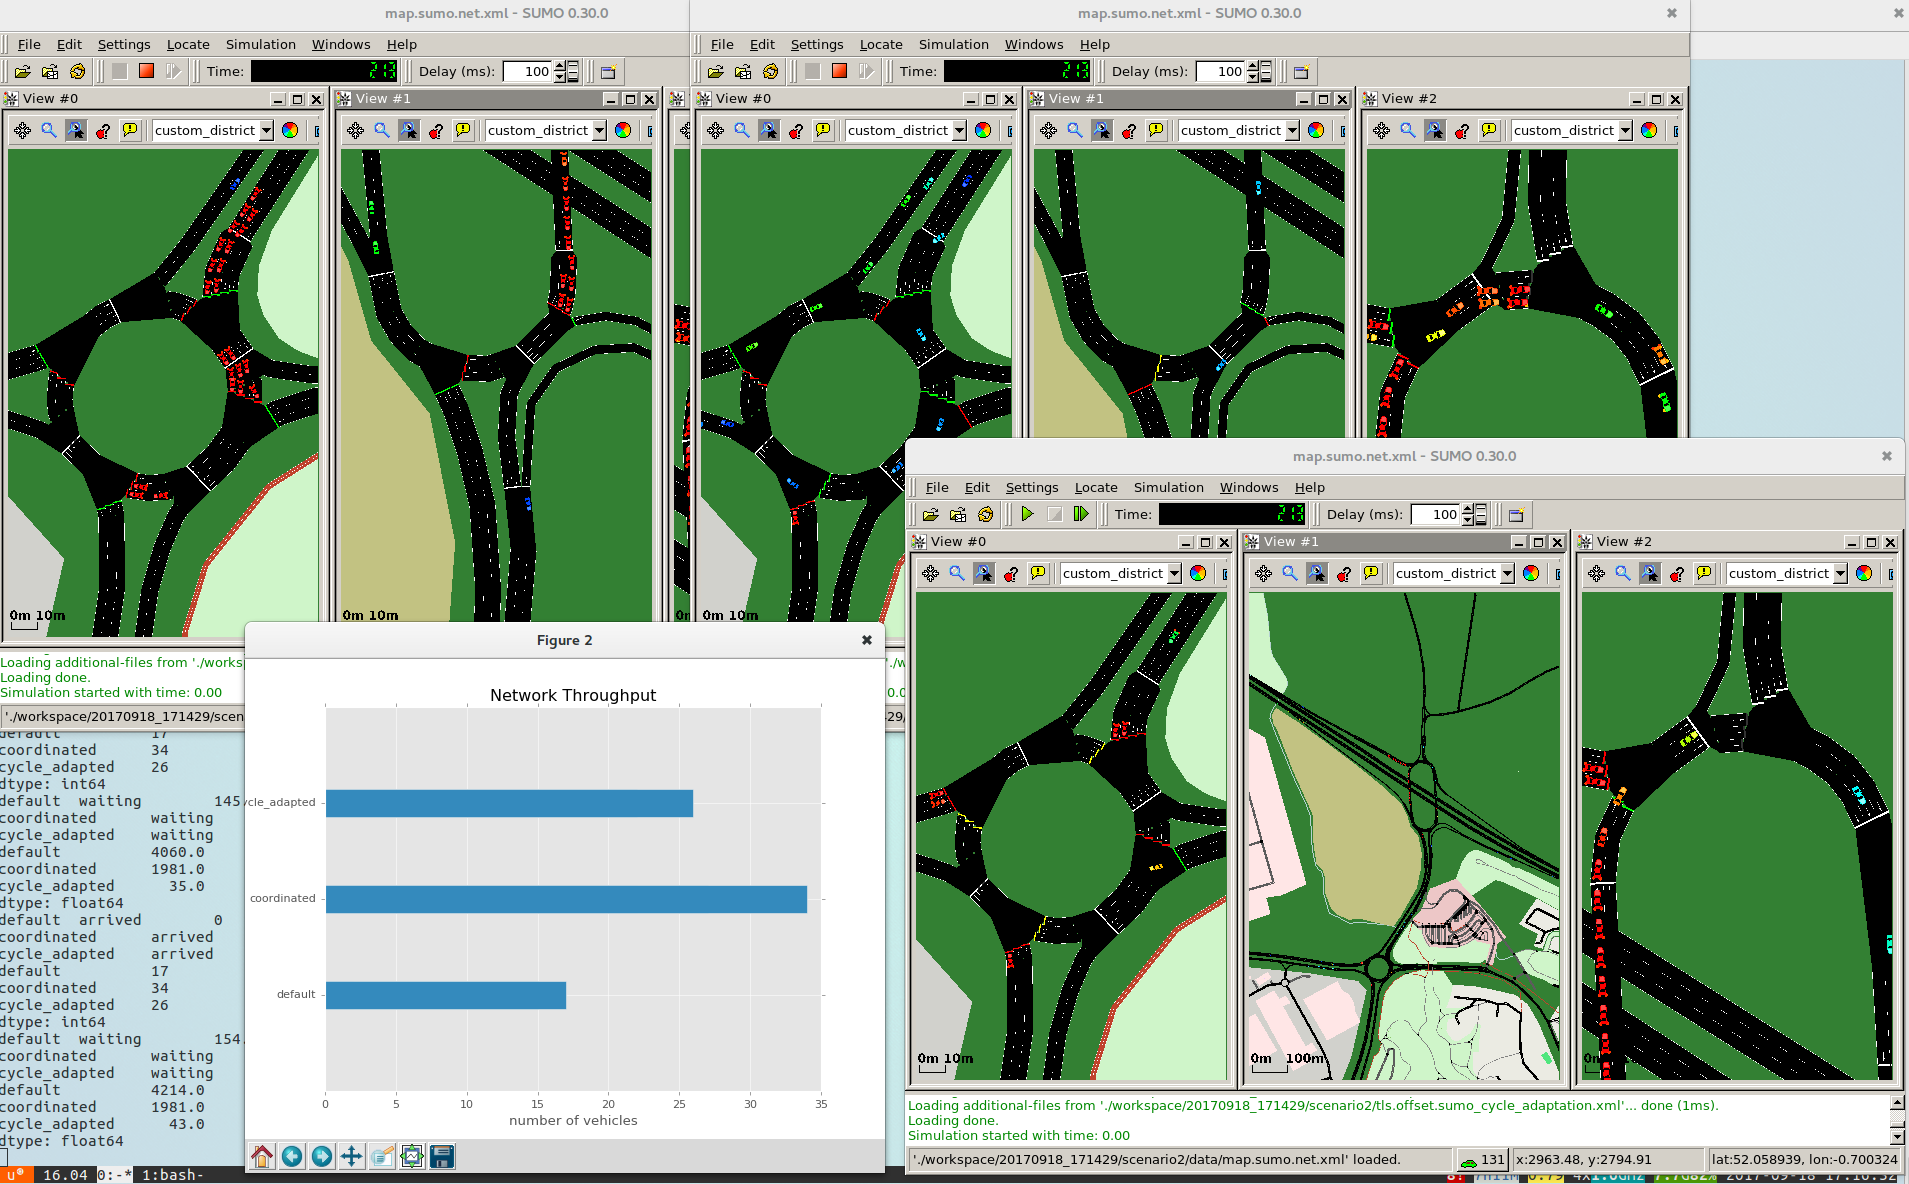 map.sumo.net.xml - SUMO 0.30.0
File Edit Settings Locate Simulation Windows Help
Time: 213 Delay (ms): 100
View #0
custom_district
0m 10m
View #1
custom_district
0m 10m
Loading additional-files from './works
Loading done.
Simulation started with time: 0.00
'./workspace/20170918_171429/scen
map.sumo.net.xml - SUMO 0.30.0
File Edit Settings Locate Simulation Windows Help
Time: 213 Delay (ms): 100
View #0
custom_district
0m 10m
View #1
custom_district
View #2
custom_district
map.sumo.net.xml - SUMO 0.30.0
File Edit Settings Locate Simulation Windows Help
Time: 213 Delay (ms): 100
View #0
custom_district
0m 10m
View #1
custom_district
0m 100m
View #2
custom_district
0m
Loading additional-files from './workspace/20170918_171429/scenario2/tls.offset.sumo_cycle_adaptation.xml'... done (1ms).
Loading done.
Simulation started with time: 0.00
'./workspace/20170918_171429/scenario2/data/map.sumo.net.xml' loaded.
131
x:2963.48, y:2794.91
lat:52.058939, lon:-0.700324
default 17
coordinated 34
cycle_adapted 26
dtype: int64
default waiting 145
coordinated waiting
cycle_adapted waiting
default 4060.0
coordinated 1981.0
cycle_adapted 35.0
dtype: float64
default arrived 0
coordinated arrived
cycle_adapted arrived
default 17
coordinated 34
cycle_adapted 26
dtype: int64
default waiting 154
coordinated waiting
cycle_adapted waiting
default 4214.0
coordinated 1981.0
cycle_adapted 43.0
dtype: float64
Figure 2
Network Throughput
ycle_adapted
coordinated
default
0 5 10 15 20 25 30 35
number of vehicles
u 16.04 0:-* 1:bash-